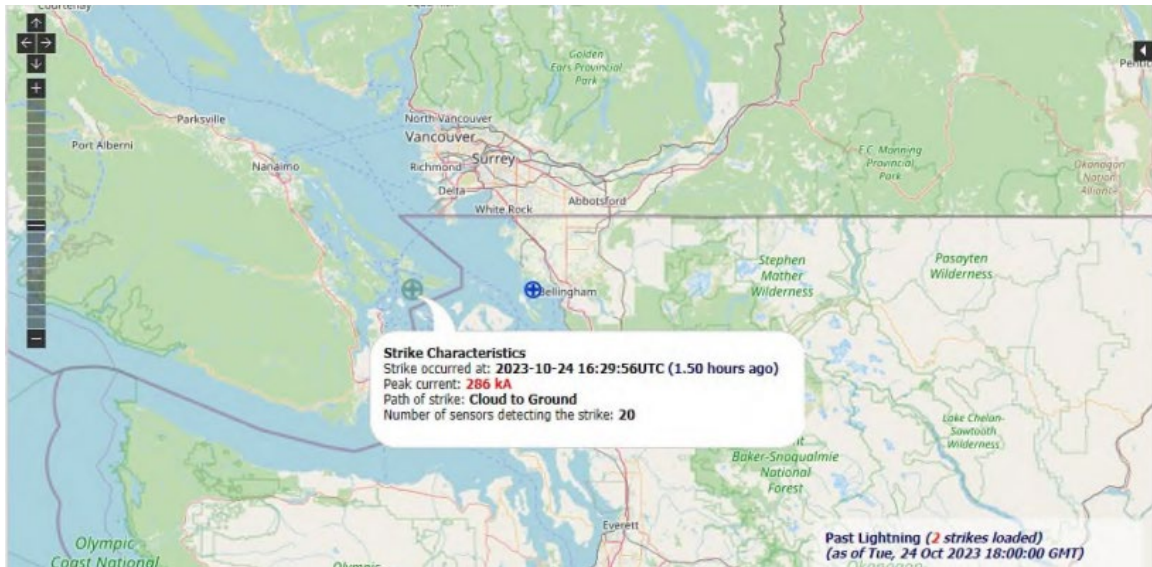 Courtenay
Golden
Ears Provincial
Park
Parksville
Port Alberni
Nanaimo
North Vancouver
Vancouver
Richmond
Surrey
Delta
White Rock
Abbotsford
E.C. Manning
Provincial
Park
Okanagan
Nation
Alliance
Stephen
Mather
Wilderness
Pasayten
Wilderness
Bellingham
Strike Characteristics
Strike occurred at: 2023-10-24 16:29:56UTC (1.50 hours ago)
Peak current: 286 kA
Path of strike: Cloud to Ground
Number of sensors detecting the strike: 20
Lake Chelan-
Sawtooth
Wilderness
Baker-Snoqualmie
National
Forest
Everett
Olympic
Coast National
Olympic
Past Lightning (2 strikes loaded)
(as of Tue, 24 Oct 2023 18:00:00 GMT)